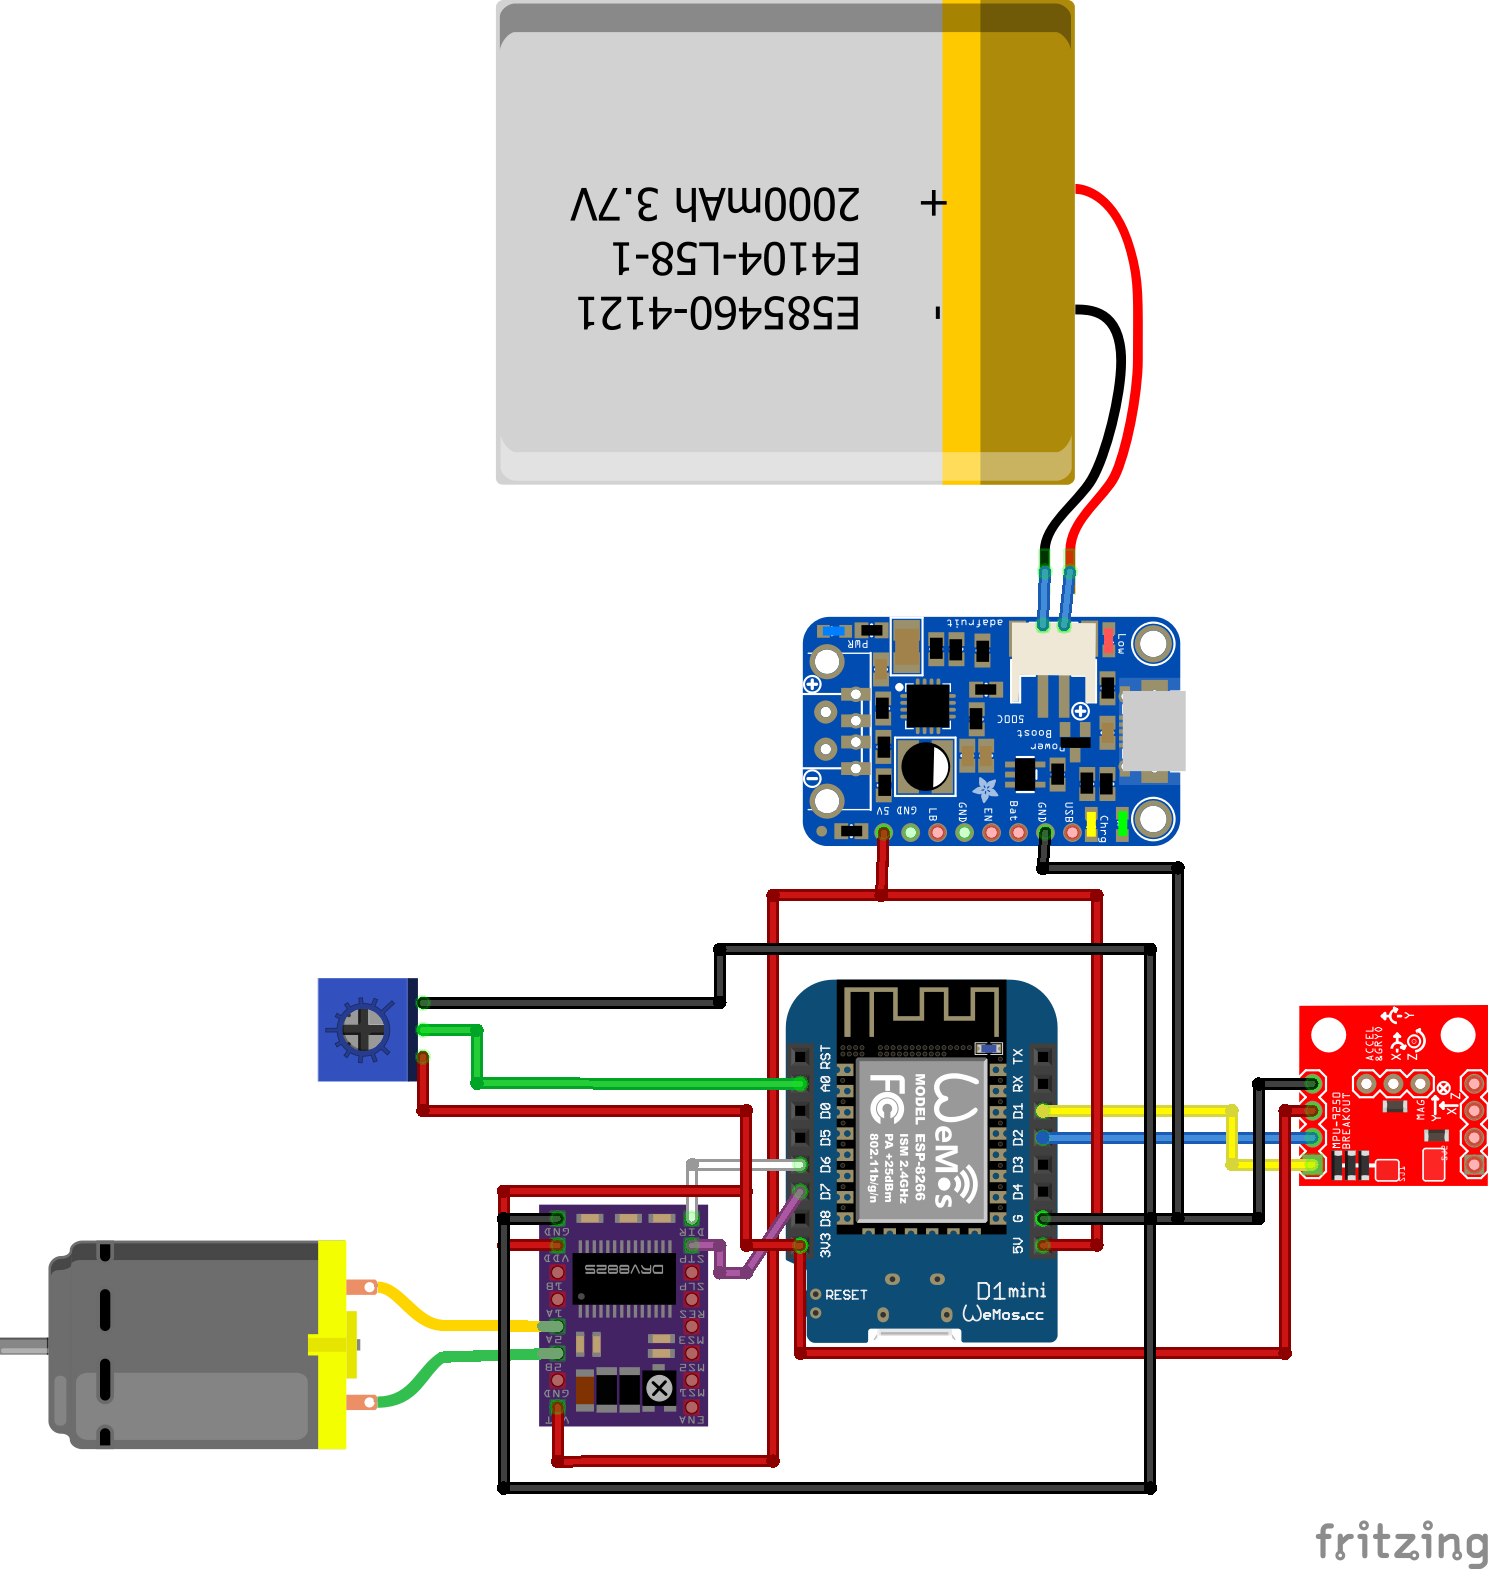 2000mAh 3.7V
+
E4104-L58-1
E585460-4121
-
adafruit
PWR
Low
500C
Boost
Power
5V
GND
LB
GND
EN
Bat
GND
USB
Chrg
RST
A0
D0
D5
D6
D7
D8
3V3
TX
RX
D1
D2
D3
D4
G
5V
WeMos
MODEL ESP-8266
ISM 2.4GHz
PA +25dBm
802.11b/g/n
FC
RESET
D1 mini
WeMos.cc
GND
VDD
1B
1A
2A
2B
GND
DIR
STP
SLP
RES
MS3
MS2
MS1
ENA
DRV8825
ACCEL
&GRYO
X
Y
Z
MAG
Y
X
Z
MPU-9250
BREAKOUT
SJ1
fritzing